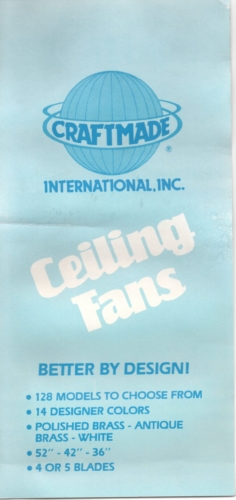 CRAFTMADE
®
INTERNATIONAL, INC.
Ceiling
Fans
BETTER BY DESIGN!
• 128 MODELS TO CHOOSE FROM
• 14 DESIGNER COLORS
• POLISHED BRASS - ANTIQUE
BRASS - WHITE
• 52" - 42" - 36"
• 4 OR 5 BLADES